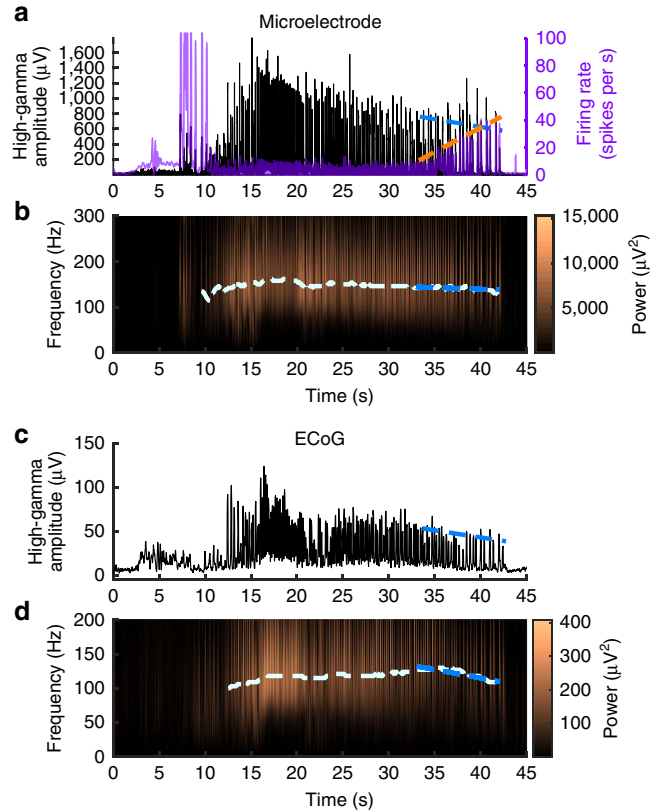 a
Microelectrode
High-gamma
amplitude (μV)
1,600
1,400
1,200
1,000
800
600
400
200
100
80
60
40
20
0
Firing rate
(spikes per s)
0 5 10 15 20 25 30 35 40 45
b
Frequency (Hz)
300
200
100
0
0 5 10 15 20 25 30 35 40 45
Time (s)
15,000
10,000
5,000
Power (μV²)
c
ECoG
High-gamma
amplitude (μV)
150
100
50
0
0 5 10 15 20 25 30 35 40 45
d
Frequency (Hz)
200
150
100
50
0
0 5 10 15 20 25 30 35 40 45
Time (s)
400
300
200
100
Power (μV²)